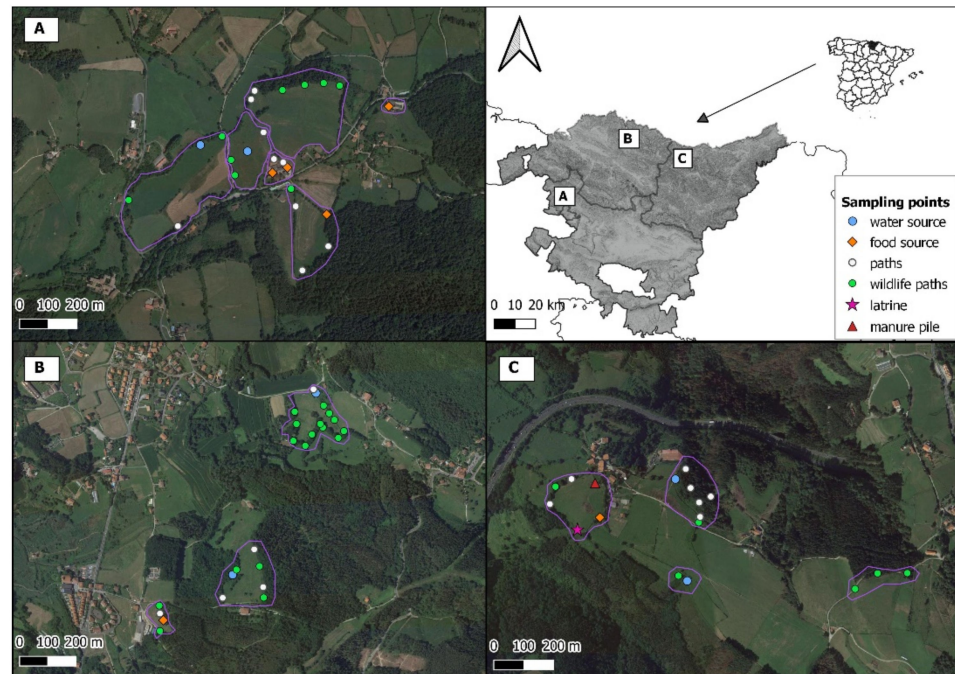 A
0 100 200 m
B
C
A
0 10 20 km
Sampling points
water source
food source
paths
wildlife paths
latrine
manure pile
B
0 100 200 m
C
0 100 200 m